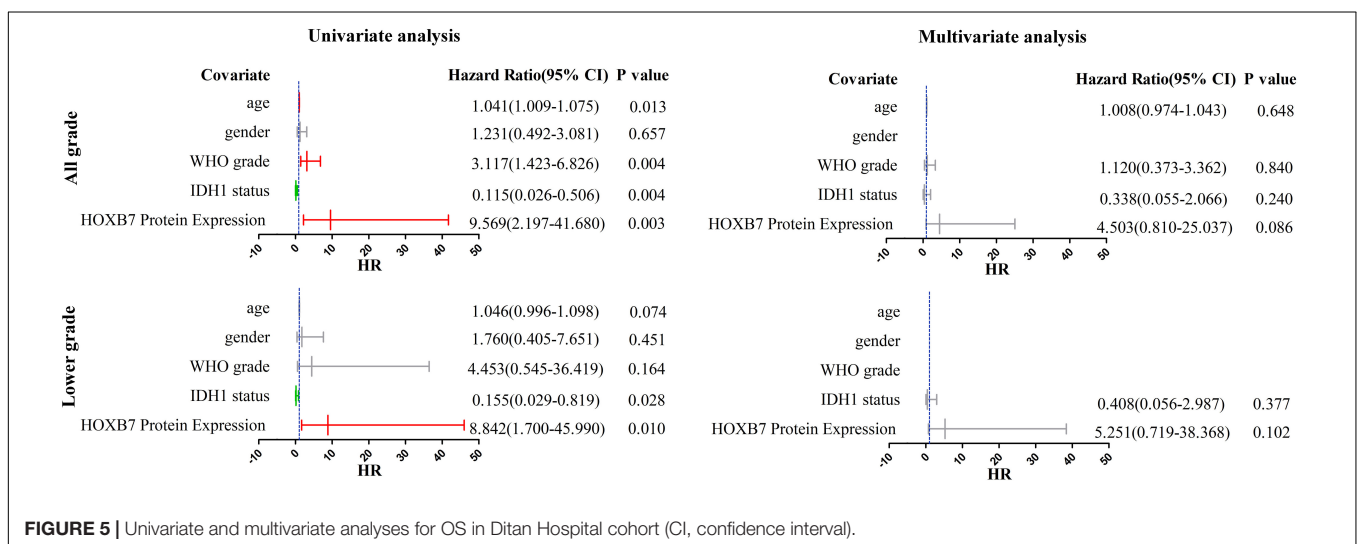 Univariate analysis
Covariate Hazard Ratio(95% CI) P value
All grade
age 1.041(1.009-1.075) 0.013
gender 1.231(0.492-3.081) 0.657
WHO grade 3.117(1.423-6.826) 0.004
IDH1 status 0.115(0.026-0.506) 0.004
HOXB7 Protein Expression 9.569(2.197-41.680) 0.003
-10 0 10 20 30 40 50
HR
Lower grade
age 1.046(0.996-1.098) 0.074
gender 1.760(0.405-7.651) 0.451
WHO grade 4.453(0.545-36.419) 0.164
IDH1 status 0.155(0.029-0.819) 0.028
HOXB7 Protein Expression 8.842(1.700-45.990) 0.010
-10 0 10 20 30 40 50
HR
Multivariate analysis
Covariate Hazard Ratio(95% CI) P value
age 1.008(0.974-1.043) 0.648
gender
WHO grade 1.120(0.373-3.362) 0.840
IDH1 status 0.338(0.055-2.066) 0.240
HOXB7 Protein Expression 4.503(0.810-25.037) 0.086
-10 0 10 20 30 40 50
HR
age
gender
WHO grade
IDH1 status 0.408(0.056-2.987) 0.377
HOXB7 Protein Expression 5.251(0.719-38.368) 0.102
-10 0 10 20 30 40 50
HR
FIGURE 5 | Univariate and multivariate analyses for OS in Ditan Hospital cohort (CI, confidence interval).